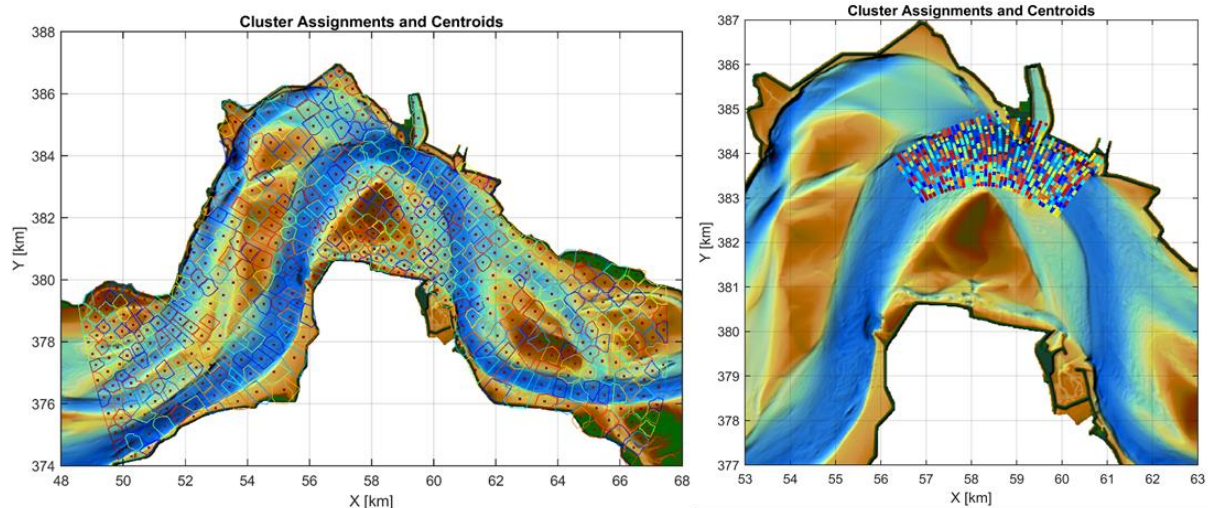 Cluster Assignments and Centroids
388
386
384
382
380
378
376
374
Y [km]
48 50 52 54 56 58 60 62 64 66 68
X [km]
Cluster Assignments and Centroids
387
386
385
384
383
382
381
380
379
378
377
Y [km]
53 54 55 56 57 58 59 60 61 62 63
X [km]